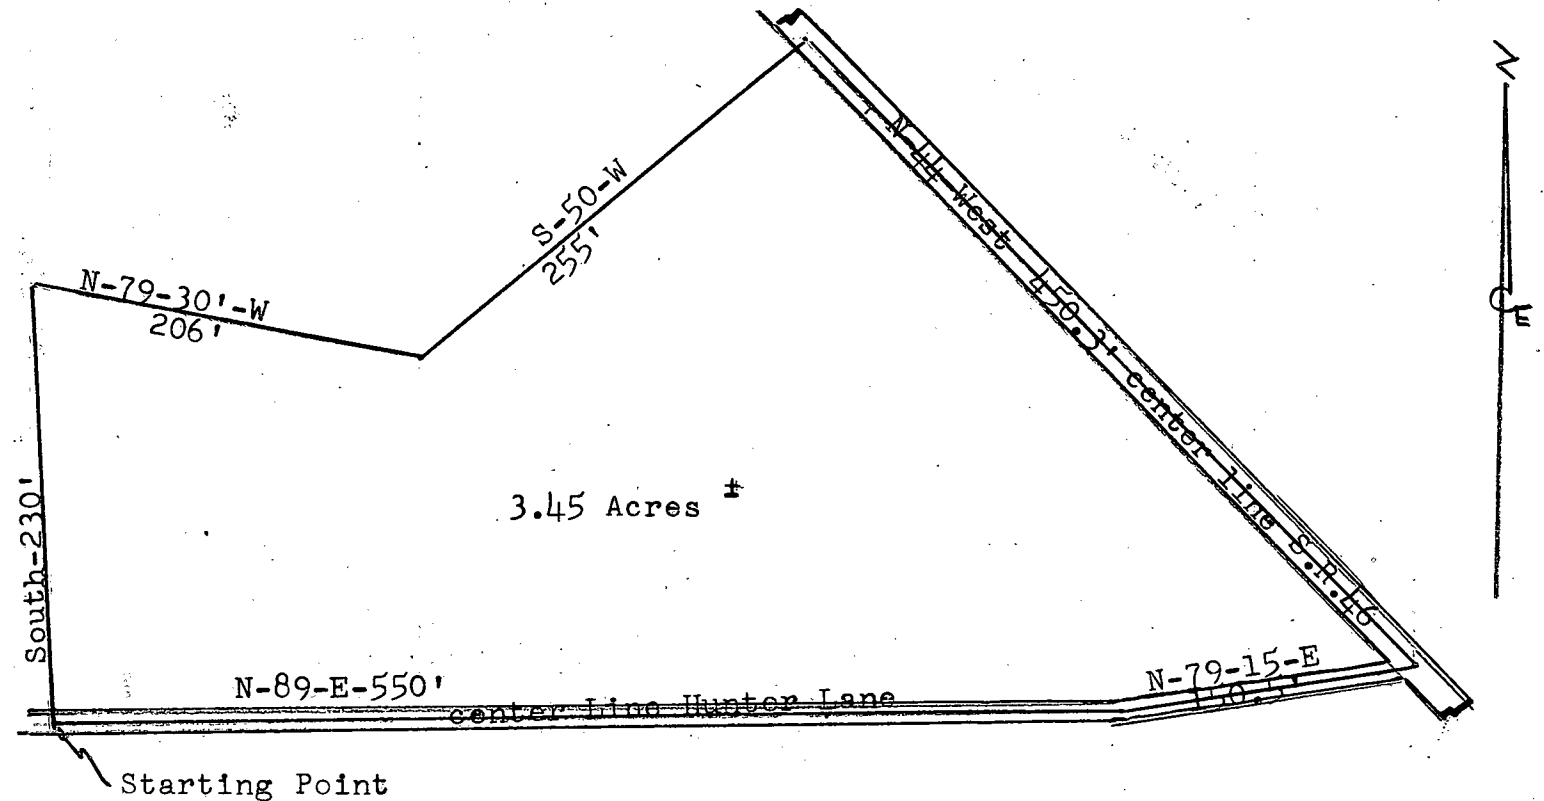 N
N-44 West 450.3' center line S.R.46
S-50-W
255'
N-79-30'-W
206'
E
3.45 Acres ±
South-230'
N-89-E-550'
center Line Hunter Lane
N-79-15-E
Starting Point